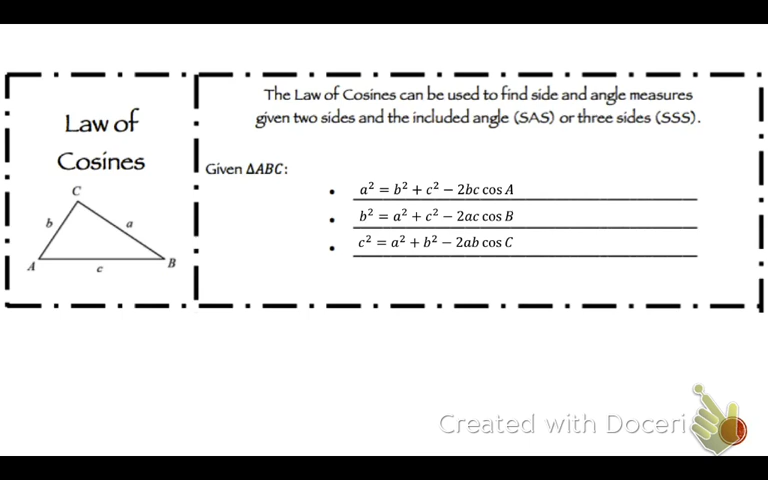 Law of
Cosines
C
b
a
A
B
c
The Law of Cosines can be used to find side and angle measures
given two sides and the included angle (SAS) or three sides (SSS).
Given ΔABC:
• a² = b² + c² − 2bc cos A
• b² = a² + c² − 2ac cos B
• c² = a² + b² − 2ab cos C
Created with Doceri